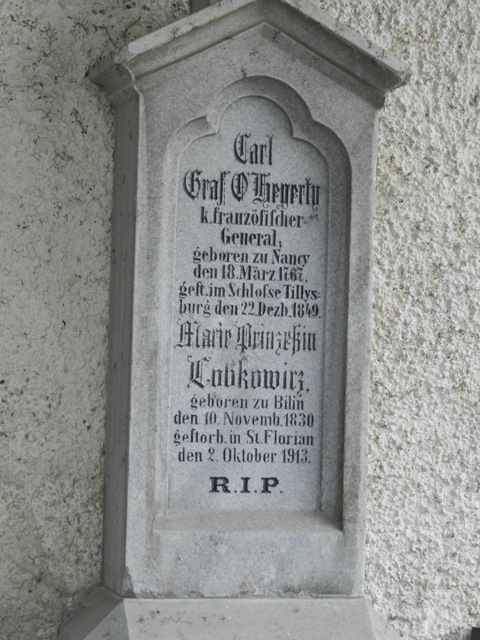 Carl
Graf O'Hegerty
k.französischer
General,
geboren zu Nancy
den 18.März 1767.
gest.im Schloſse Tillys=
burg den 22.Dezb.1849.
Marie Prinzeſsin
Lobkowicz,
geboren zu Bilin
den 10. November 1830
gestorb. in St.Florian
den 2. Oktober 1913.
R.I.P.